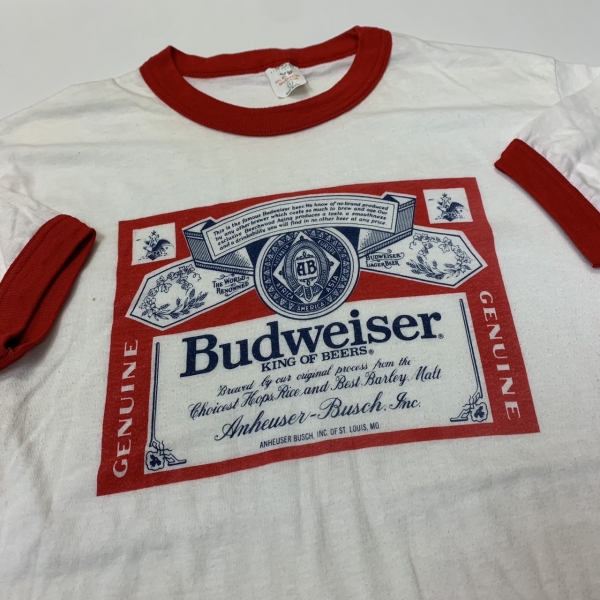 This is the famous Budweiser beer. We know of no brand produced
by any other brewer which costs so much to brew and age. Our
exclusive Beechwood Aging produces a taste, a smoothness
and a drinkability you will find in no other beer at any price.
THE WORLD
RENOWNED
BUDWEISER
LAGER BEER
AB
AMERICA
Budweiser®
KING OF BEERS®
Brewed by our original process from the
Choicest Hops, Rice and Best Barley Malt
Anheuser-Busch, Inc.
ANHEUSER BUSCH, INC. OF ST. LOUIS, MO.
GENUINE
GENUINE